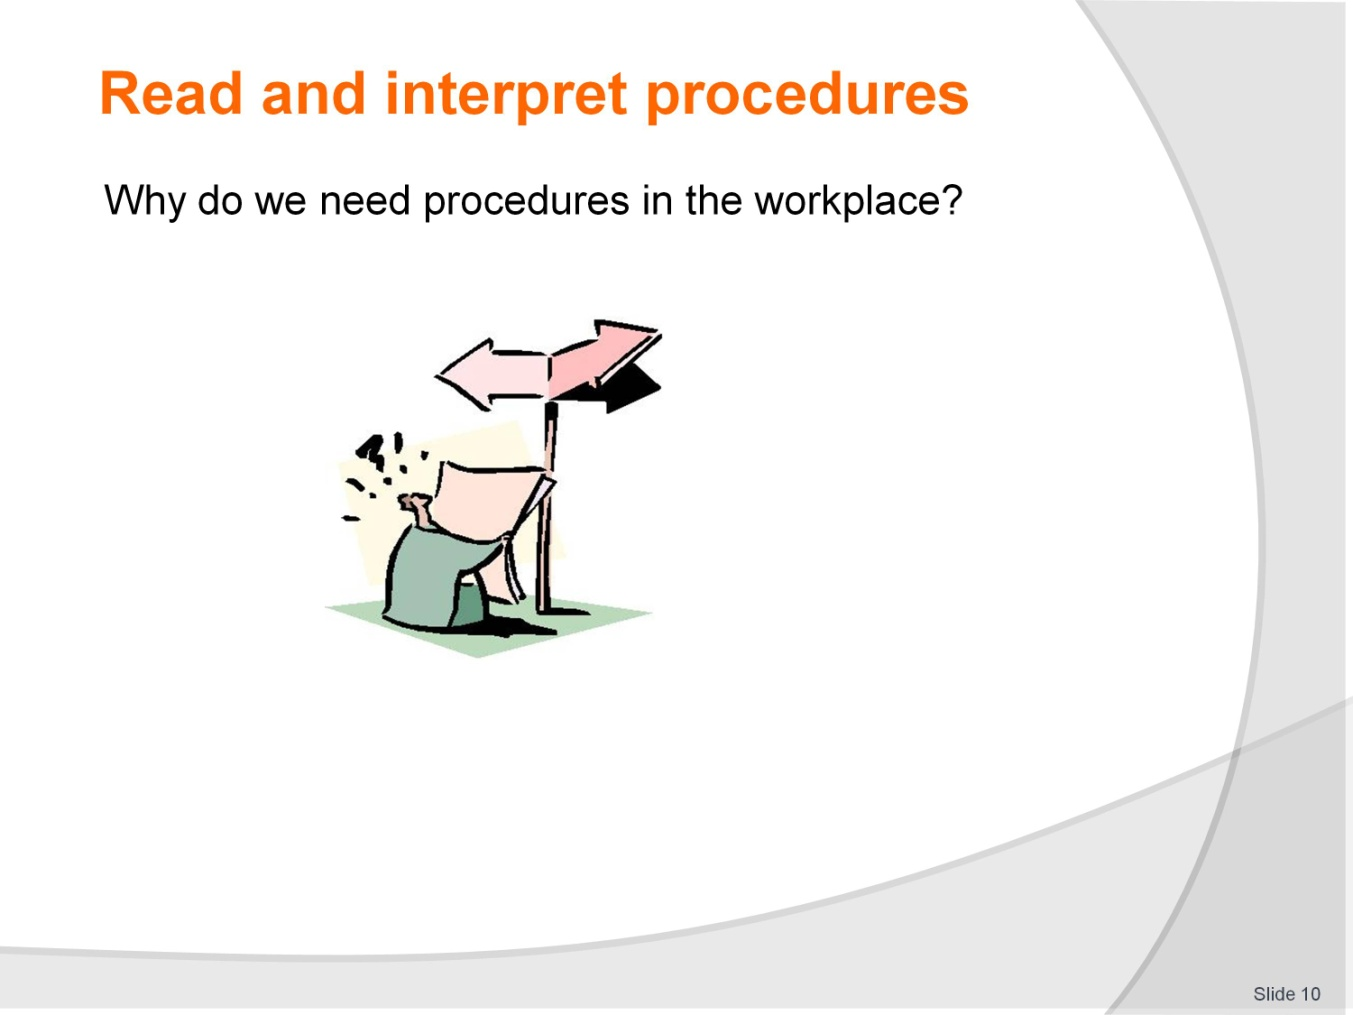 Read and interpret procedures
Why do we need procedures in the workplace?
Slide 10